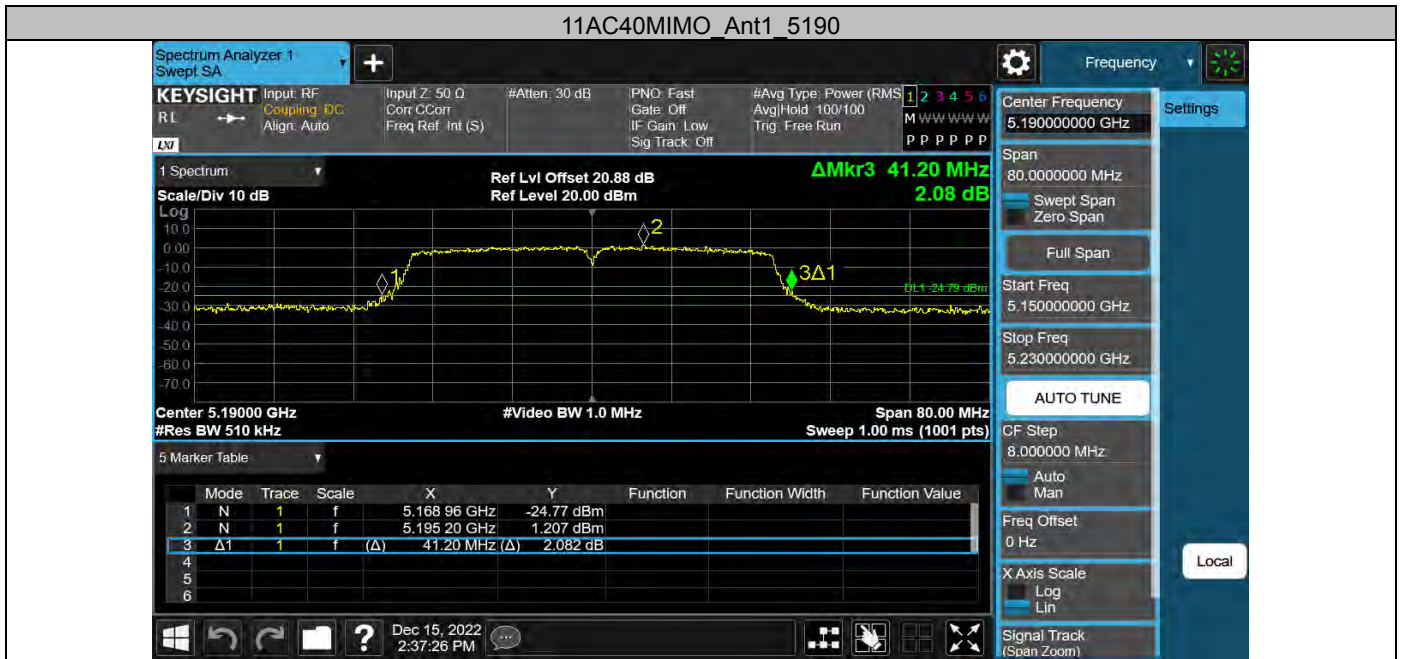 11AC40MIMO_Ant1_5190
Spectrum Analyzer 1
Swept SA
Frequency
KEYSIGHT
RL
LXI
Input: RF
Coupling: DC
Align: Auto
Input Z: 50 Ω
Corr CCorr
Freq Ref: Int (S)
#Atten: 30 dB
PNO: Fast
Gate: Off
IF Gain: Low
Sig Track: Off
#Avg Type: Power (RMS
Avg|Hold: 100/100
Trig: Free Run
1 2 3 4 5 6
M W W W W W
P P P P P P
1 Spectrum
Scale/Div 10 dB
Ref Lvl Offset 20.88 dB
Ref Level 20.00 dBm
ΔMkr3 41.20 MHz
2.08 dB
Log
10.0
0.00
-10.0
-20.0
-30.0
-40.0
-50.0
-60.0
-70.0
1
2
3Δ1
DL1 -24.79 dBm
Center 5.19000 GHz
#Video BW 1.0 MHz
Span 80.00 MHz
#Res BW 510 kHz
Sweep 1.00 ms (1001 pts)
5 Marker Table
Mode Trace Scale X Y Function Function Width Function Value
1 N 1 f 5.168 96 GHz -24.77 dBm
2 N 1 f 5.195 20 GHz 1.207 dBm
3 Δ1 1 f (Δ) 41.20 MHz (Δ) 2.082 dB
4
5
6
Dec 15, 2022
2:37:26 PM
Center Frequency
5.190000000 GHz
Settings
Span
80.0000000 MHz
Swept Span
Zero Span
Full Span
Start Freq
5.150000000 GHz
Stop Freq
5.230000000 GHz
AUTO TUNE
CF Step
8.000000 MHz
Auto
Man
Freq Offset
0 Hz
X Axis Scale
Log
Lin
Local
Signal Track
(Span Zoom)